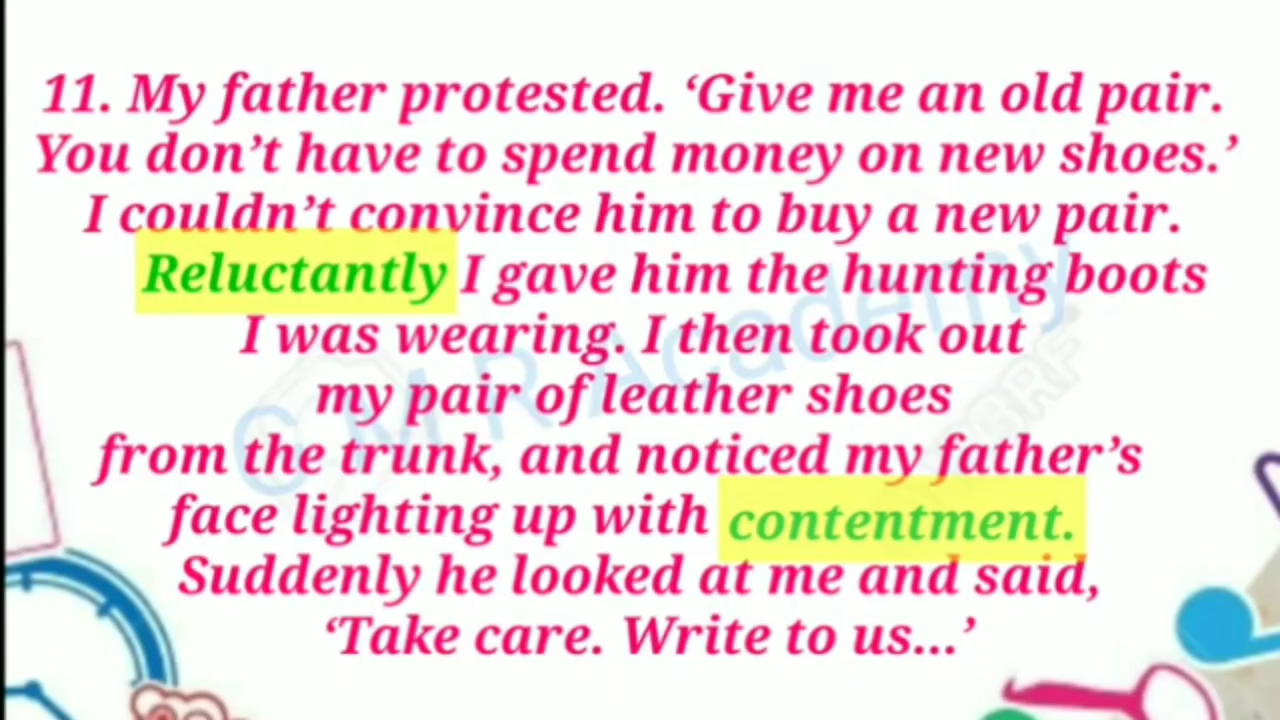 11. My father protested. ‘Give me an old pair.
You don’t have to spend money on new shoes.’
I couldn’t convince him to buy a new pair.
Reluctantly I gave him the hunting boots
I was wearing. I then took out
my pair of leather shoes
from the trunk, and noticed my father’s
face lighting up with contentment.
Suddenly he looked at me and said,
‘Take care. Write to us...’
© M R Academy